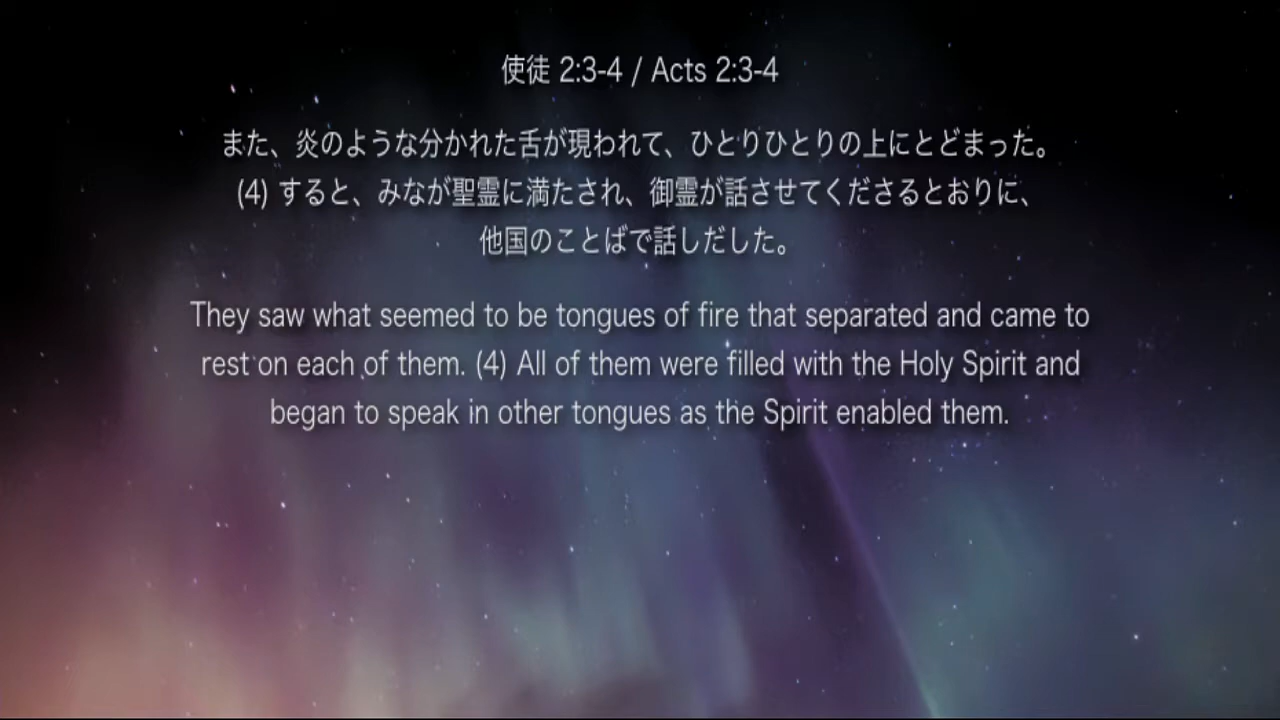 使徒 2:3-4 / Acts 2:3-4
また、炎のような分かれた舌が現われて、ひとりひとりの上にとどまった。
(4) すると、みなが聖霊に満たされ、御霊が話させてくださるとおりに、
他国のことばで話しだした。
They saw what seemed to be tongues of fire that separated and came to
rest on each of them. (4) All of them were filled with the Holy Spirit and
began to speak in other tongues as the Spirit enabled them.